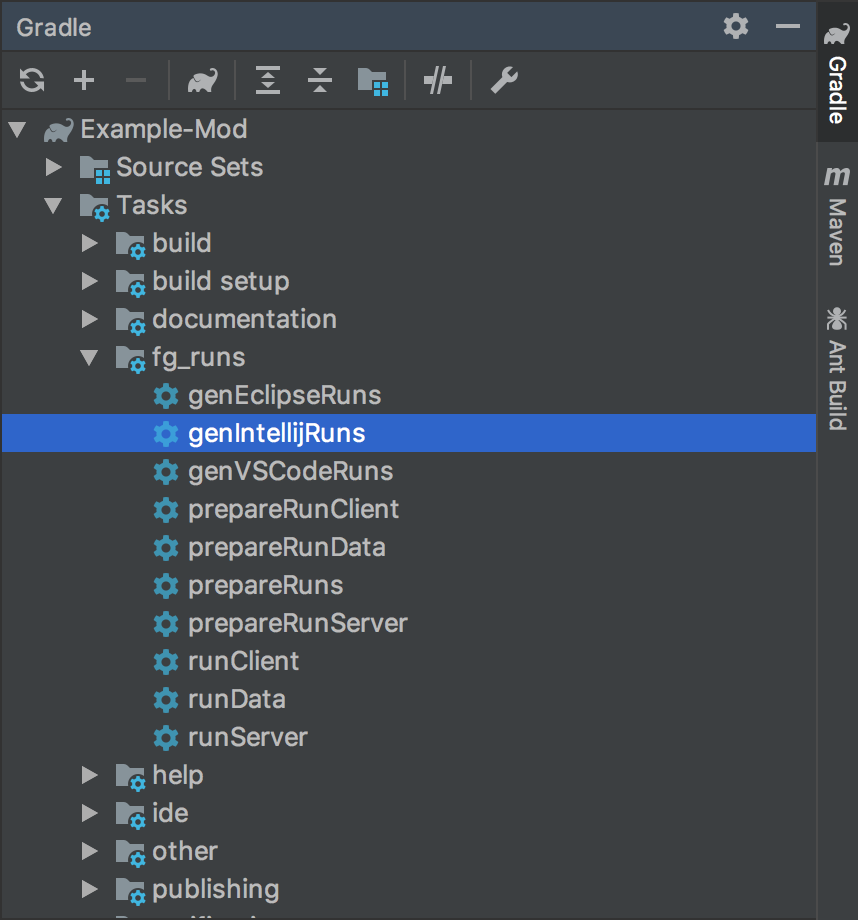 Gradle
Example-Mod
Source Sets
Tasks
build
build setup
documentation
fg_runs
genEclipseRuns
genIntellijRuns
genVSCodeRuns
prepareRunClient
prepareRunData
prepareRuns
prepareRunServer
runClient
runData
runServer
help
ide
other
publishing
Gradle
m
Maven
Ant Build